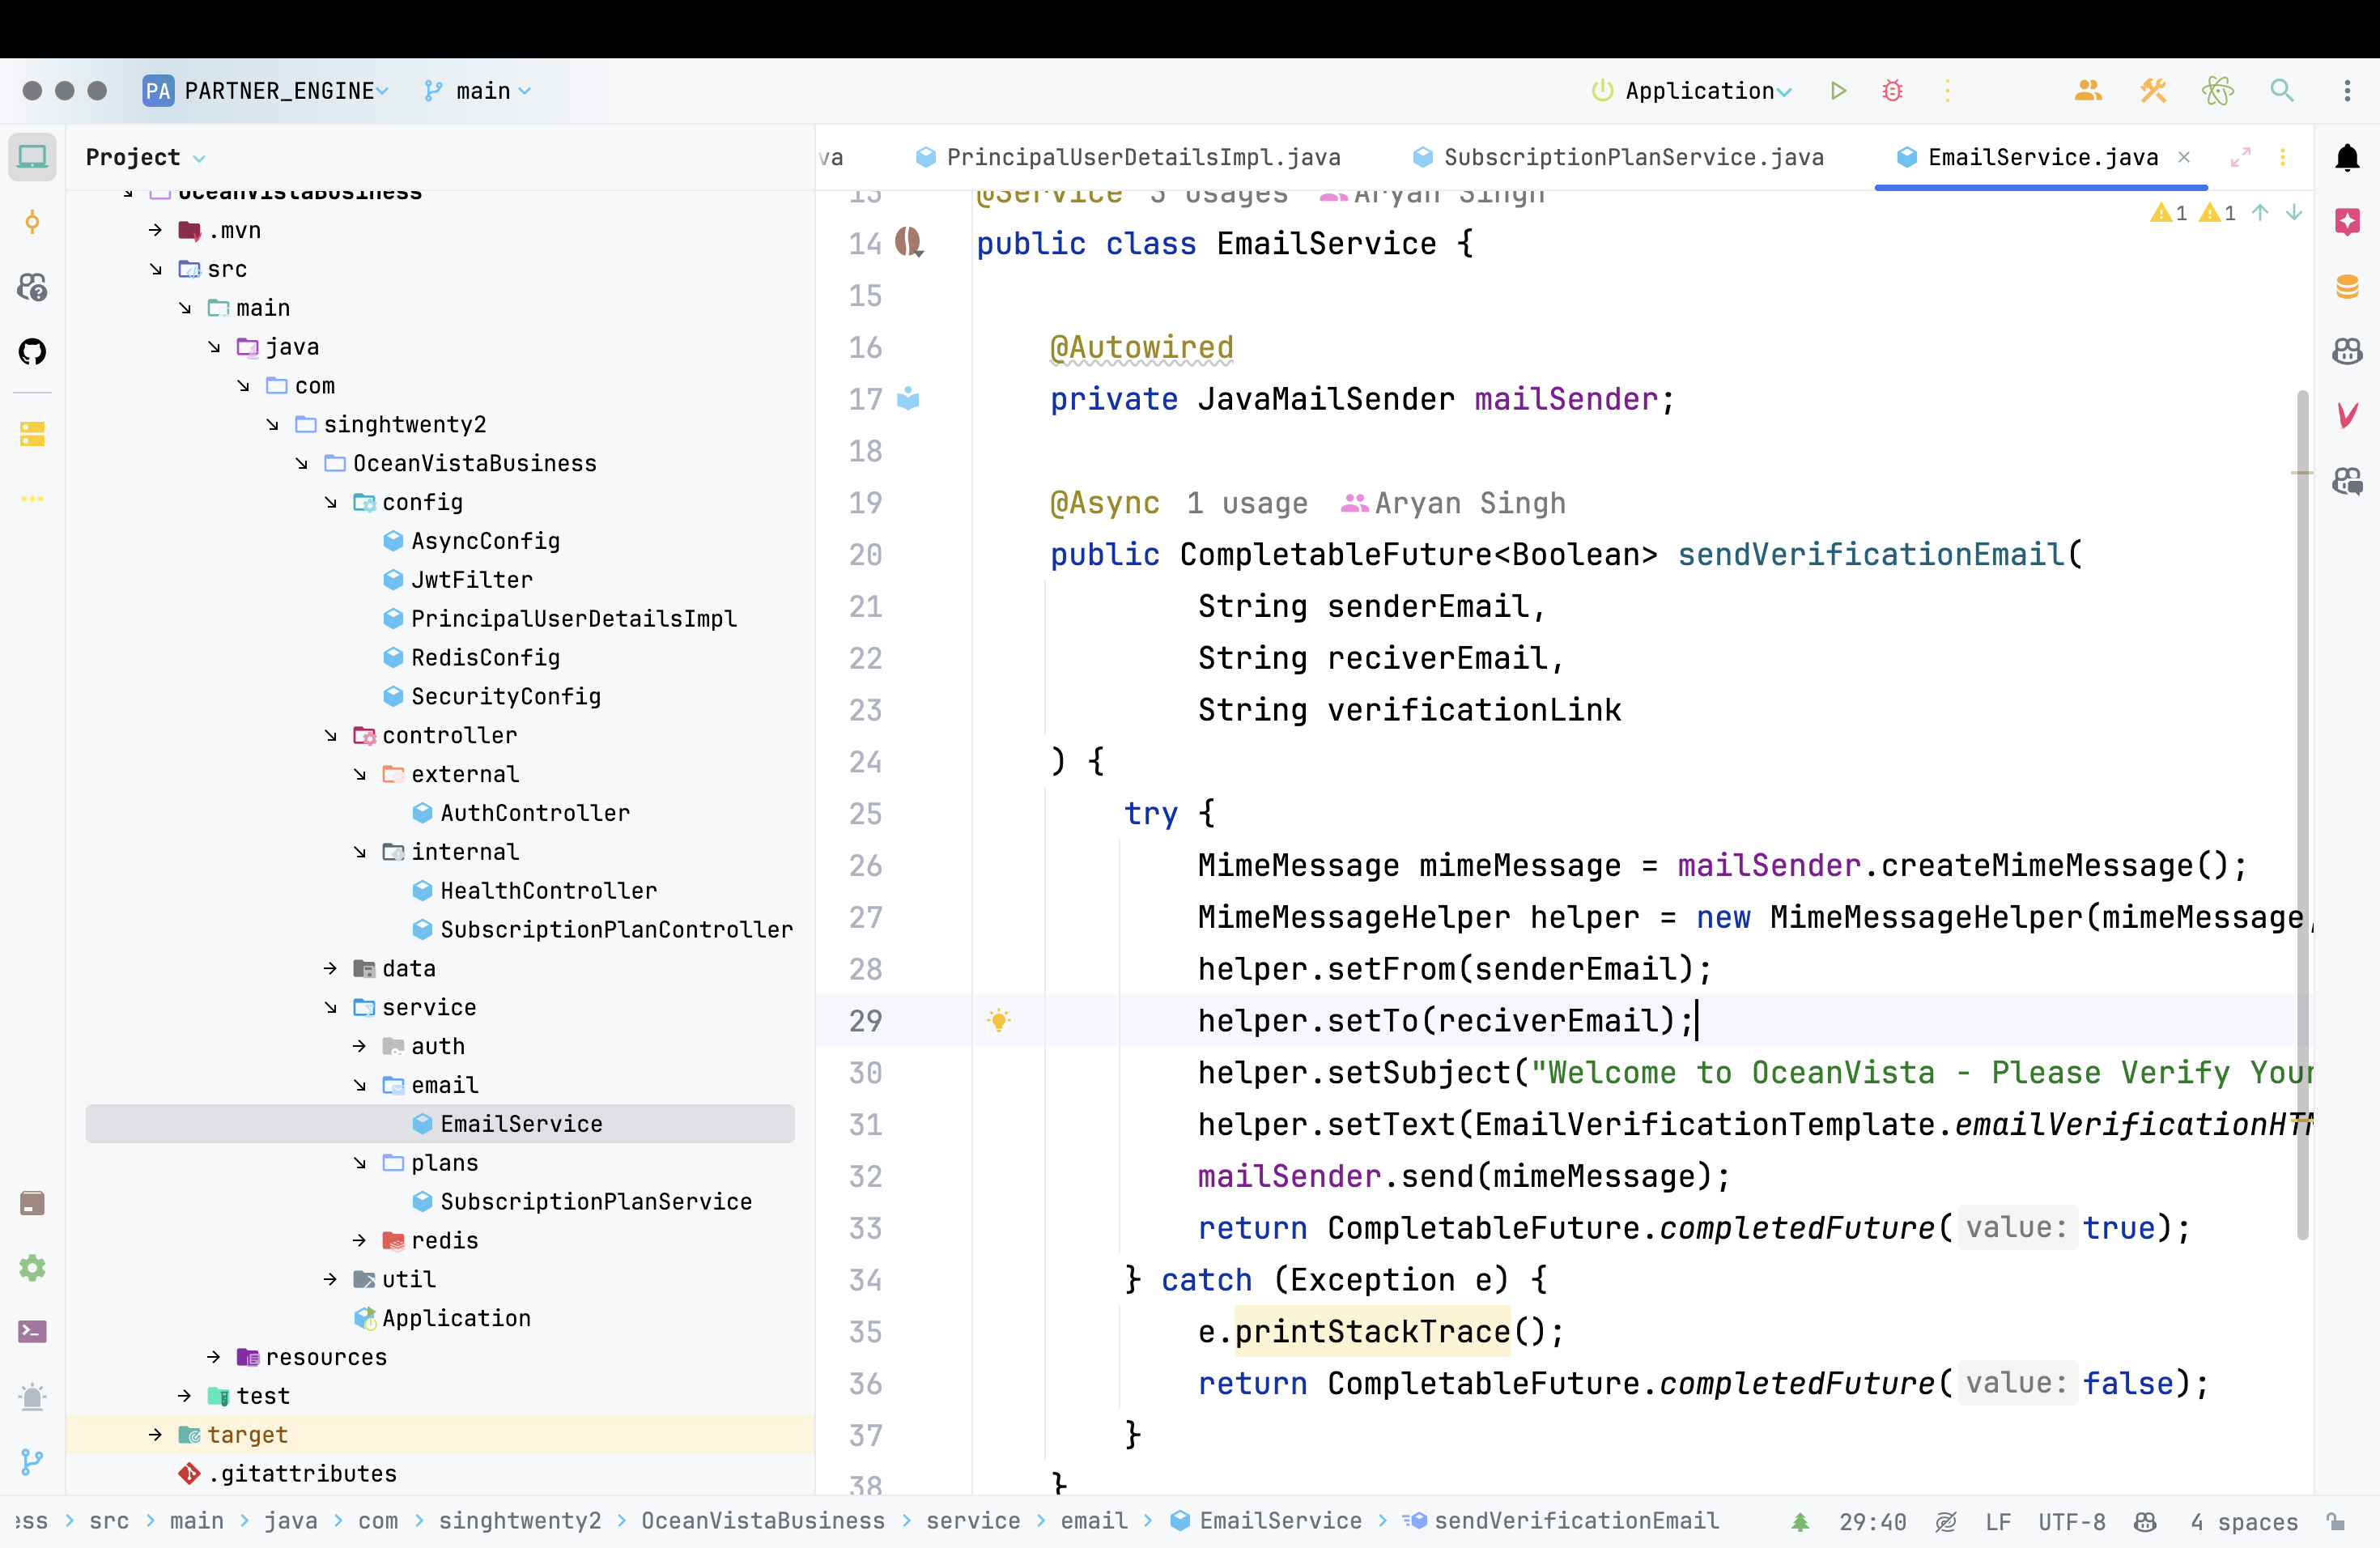 PA PARTNER_ENGINE main Application
Project
va PrincipalUserDetailsImpl.java SubscriptionPlanService.java EmailService.java
OceanVistaBusiness
.mvn
src
main
java
com
singhtwenty2
OceanVistaBusiness
config
AsyncConfig
JwtFilter
PrincipalUserDetailsImpl
RedisConfig
SecurityConfig
controller
external
AuthController
internal
HealthController
SubscriptionPlanController
data
service
auth
email
EmailService
plans
SubscriptionPlanService
redis
util
Application
resources
test
target
.gitattributes
13 @Service 3 usages Aryan Singh
1 1
14 public class EmailService {
15
16 @Autowired
17 private JavaMailSender mailSender;
18
19 @Async 1 usage Aryan Singh
20 public CompletableFuture<Boolean> sendVerificationEmail(
21 String senderEmail,
22 String reciverEmail,
23 String verificationLink
24 ) {
25 try {
26 MimeMessage mimeMessage = mailSender.createMimeMessage();
27 MimeMessageHelper helper = new MimeMessageHelper(mimeMessage,
28 helper.setFrom(senderEmail);
29 helper.setTo(reciverEmail);
30 helper.setSubject("Welcome to OceanVista - Please Verify Your
31 helper.setText(EmailVerificationTemplate.emailVerificationHTM
32 mailSender.send(mimeMessage);
33 return CompletableFuture.completedFuture( value: true);
34 } catch (Exception e) {
35 e.printStackTrace();
36 return CompletableFuture.completedFuture( value: false);
37 }
38 }
ess src main java com singhtwenty2 OceanVistaBusiness service email EmailService sendVerificationEmail 29:40 LF UTF-8 4 spaces